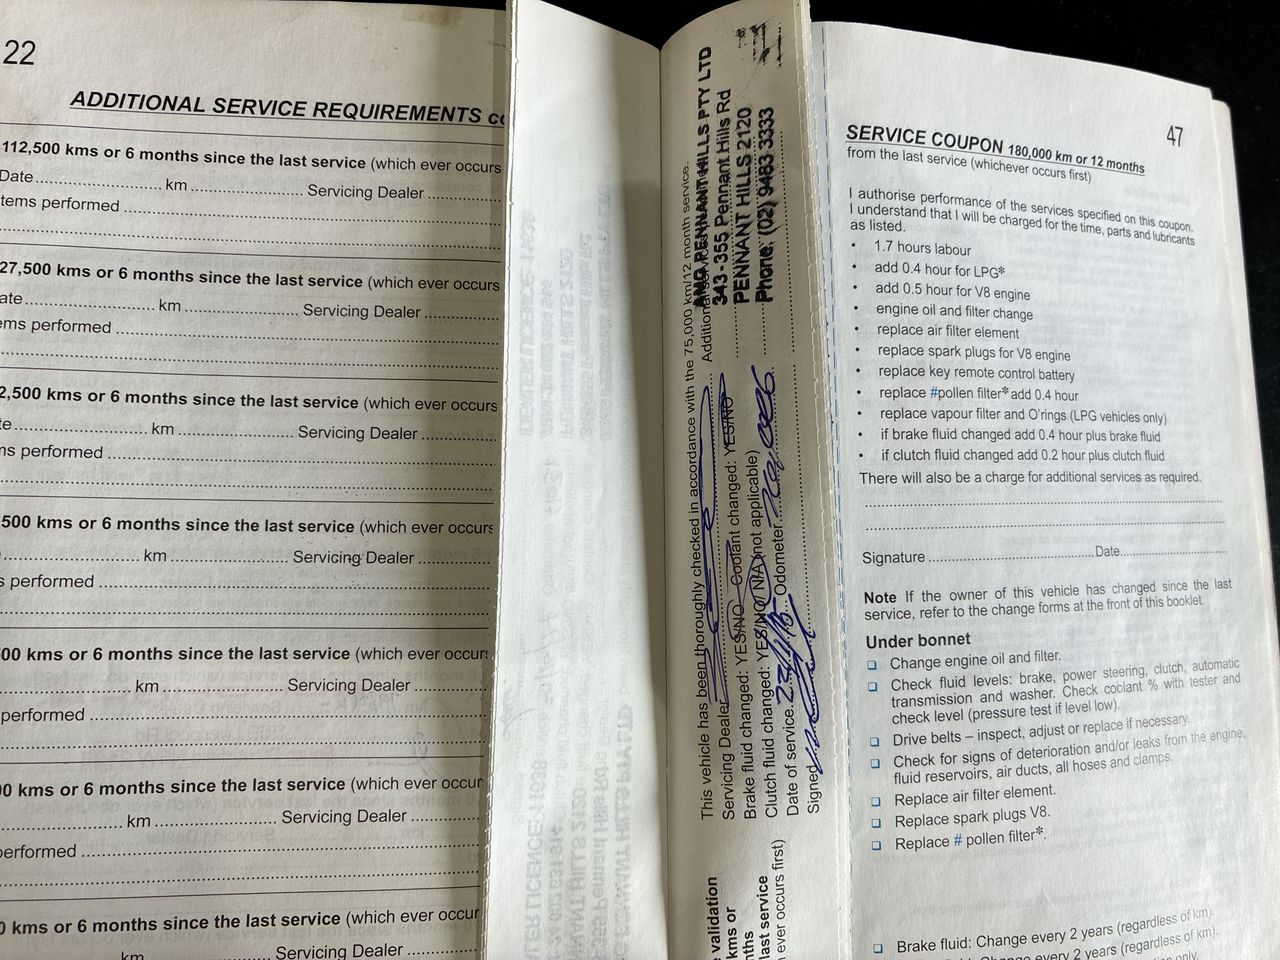 22
ADDITIONAL SERVICE REQUIREMENTS
112,500 kms or 6 months since the last service (which ever occurs
Date.......... km .......... Servicing Dealer ..........
tems performed ..........
27,500 kms or 6 months since the last service (which ever occurs
ate.......... km .......... Servicing Dealer ..........
ems performed ..........
2,500 kms or 6 months since the last service (which ever occurs
te.......... km .......... Servicing Dealer ..........
ms performed ..........
500 kms or 6 months since the last service (which ever occurs
km .......... Servicing Dealer ..........
s performed ..........
00 kms or 6 months since the last service (which ever occur
km .......... Servicing Dealer ..........
performed ..........
0 kms or 6 months since the last service (which ever occur
km .......... Servicing Dealer ..........
performed ..........
0 kms or 6 months since the last service (which ever occur
km .......... Servicing Dealer ..........
This vehicle has been thoroughly checked in accordance with the 75,000 km/12 month service.
Servicing Dealer
Brake fluid changed: YES/NO Coolant changed: YES/NO
Clutch fluid changed: YES/NO/ N/A (not applicable)
Date of service Odometer
Signed
PENNANT HILLS PTY LTD
343-355 Pennant Hills Rd
PENNANT HILLS 2120
Phone: (02) 9483 3333
validation
kms or
nths
last service
ever occurs first)
47
SERVICE COUPON 180,000 km or 12 months
from the last service (whichever occurs first)
I authorise performance of the services specified on this coupon.
I understand that I will be charged for the time, parts and lubricants
as listed.
• 1.7 hours labour
• add 0.4 hour for LPG*
• add 0.5 hour for V8 engine
• engine oil and filter change
• replace air filter element
• replace spark plugs for V8 engine
• replace key remote control battery
• replace #pollen filter* add 0.4 hour
• replace vapour filter and O'rings (LPG vehicles only)
• if brake fluid changed add 0.4 hour plus brake fluid
• if clutch fluid changed add 0.2 hour plus clutch fluid
There will also be a charge for additional services as required.
Signature ..........Date..........
Note If the owner of this vehicle has changed since the last
service, refer to the change forms at the front of this booklet.
Under bonnet
❏ Change engine oil and filter.
❏ Check fluid levels: brake, power steering, clutch, automatic
transmission and washer. Check coolant % with tester and
check level (pressure test if level low).
❏ Drive belts – inspect, adjust or replace if necessary.
❏ Check for signs of deterioration and/or leaks from the engine,
fluid reservoirs, air ducts, all hoses and clamps.
❏ Replace air filter element.
❏ Replace spark plugs V8.
❏ Replace # pollen filter*.
❏ Brake fluid: Change every 2 years (regardless of km).
Change every 2 years (regardless of km).